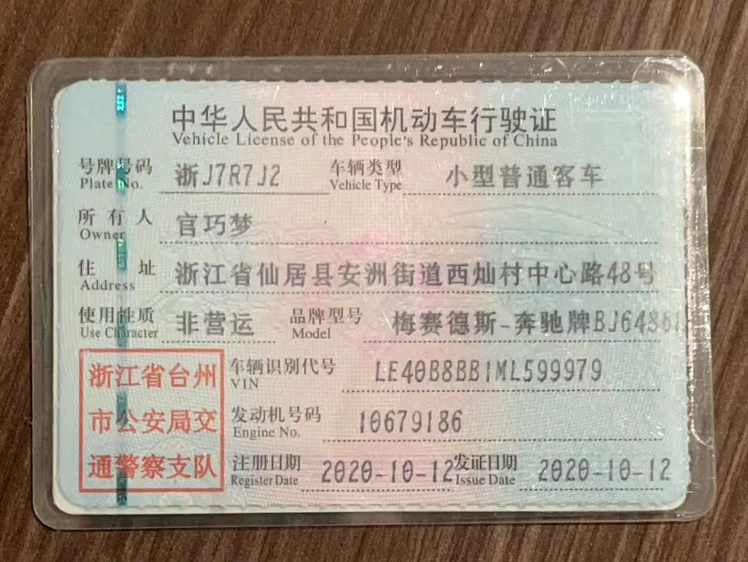 中华人民共和国机动车行驶证
Vehicle License of the People's Republic of China
号牌号码 浙J7R7J2 车辆类型 小型普通客车
Plate No. Vehicle Type
所有人 官巧梦
Owner
住址 浙江省仙居县安洲街道西灿村中心路48号
Address
使用性质 非营运 品牌型号 梅赛德斯-奔驰牌
Use Character Model
浙江省台州 车辆识别代号 LE40B8BB1ML599979
VIN
市公安局交 发动机号码 10679186
Engine No.
通警察支队 注册日期 2020-10-12 发证日期 2020-10-12
Register Date Issue Date